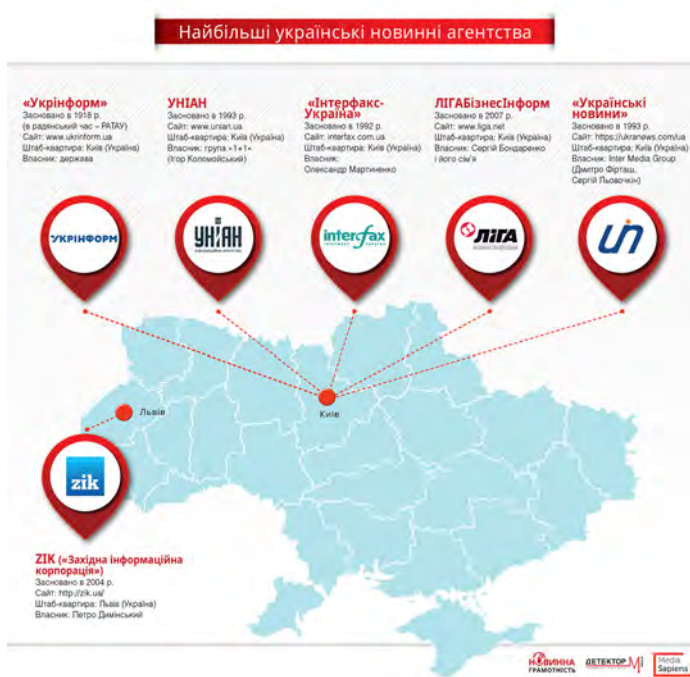 Найбільші українські новинні агентства
«Укрінформ»
Засновано в 1918 р.
(в радянський час – РАТАУ)
Сайт: www.ukrinform.ua
Штаб-квартира: Київ (Україна)
Власник: держава
УНІАН
Засновано в 1993 р.
Сайт: www.unian.ua
Штаб-квартира: Київ (Україна)
Власник: група «1+1»
(Ігор Коломойський)
«Інтерфакс-
Україна»
Засновано в 1992 р.
Сайт: interfax.com.ua
Штаб-квартира: Київ (Україна)
Власник:
Олександр Мартиненко
ЛІГАБізнесІнформ
Засновано в 2007 р.
Сайт: www.liga.net
Штаб-квартира: Київ (Україна)
Власник: Сергій Бондаренко
і його сім'я
«Українські
новини»
Засновано в 1993 р.
Сайт: https://ukranews.com/ua
Штаб-квартира: Київ (Україна)
Власник: Inter Media Group
(Дмитро Фірташ,
Сергій Льовочкін)
УКРІНФОРМ
УНІАН
interfax
ЛІГА
UN
Львів
Київ
zik
ZIK («Західна інформаційна
корпорація»)
Засновано в 2004 р.
Сайт: http://zik.ua/
Штаб-квартира: Львів (Україна)
Власник: Петро Димінський
НОВИННА
ГРАМОТНІСТЬ
ДЕТЕКТОР
Media
Sapiens